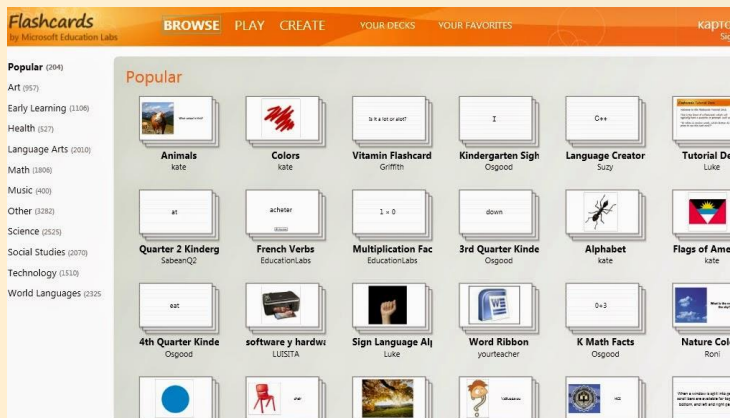 Flashcards
by Microsoft Education Labs
BROWSE PLAY CREATE YOUR DECKS YOUR FAVORITES
Popular (204)
Art (957)
Early Learning (1106)
Health (527)
Language Arts (2010)
Math (1806)
Music (400)
Other (3282)
Science (2525)
Social Studies (2070)
Technology (1510)
World Languages (2325
Popular
Is it a lot or alot? I C++
Animals Colors Vitamin Flashcard Kindergarten Sigh Language Creator Tutorial De
kate kate Griffith Osgood Suzy Luke
at acheter 1 × 0 down
Quarter 2 Kinderg French Verbs Multiplication Fac 3rd Quarter Kinde Alphabet Flags of Ame
SabeanQ2 EducationLabs EducationLabs Osgood kate kate
eat W 0+3
4th Quarter Kinde software y hardwa Sign Language Al Word Ribbon K Math Facts Nature Col
Osgood LUISITA Luke yourteacher Osgood Roni
chair